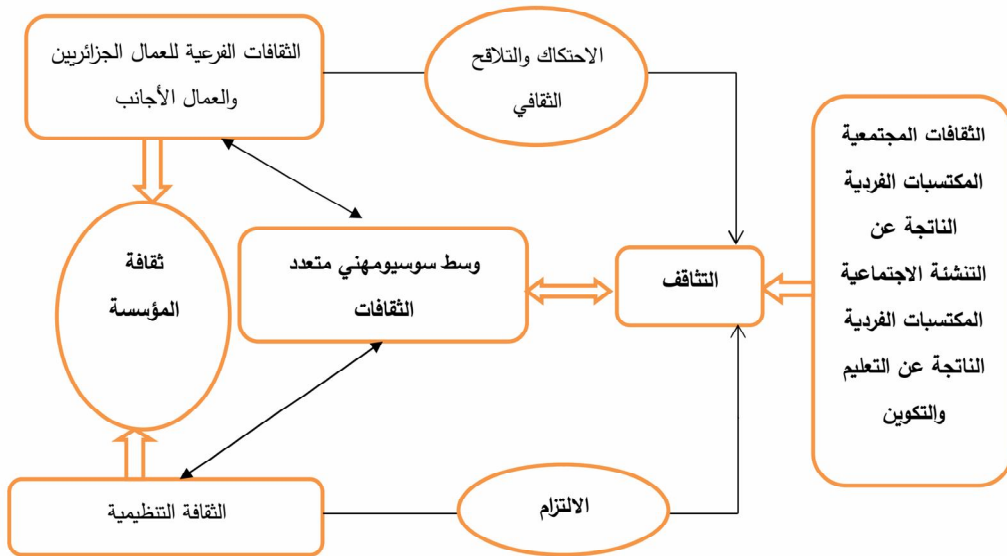 الثقافات الفرعية للعمال الجزائريين
والعمال الأجانب
الاحتكاك والتلاقح
الثقافي
الثقافات المجتمعية
المكتسبات الفردية
الناتجة عن
التنشئة الاجتماعية
المكتسبات الفردية
الناتجة عن التعليم
والتكوين
التثاقف
وسط سوسيومهني متعدد
الثقافات
ثقافة
المؤسسة
الالتزام
الثقافة التنظيمية